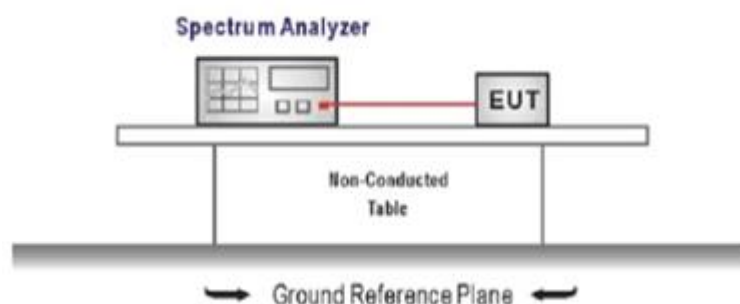 Spectrum Analyzer
EUT
Non-Conducted
Table
Ground Reference Plane